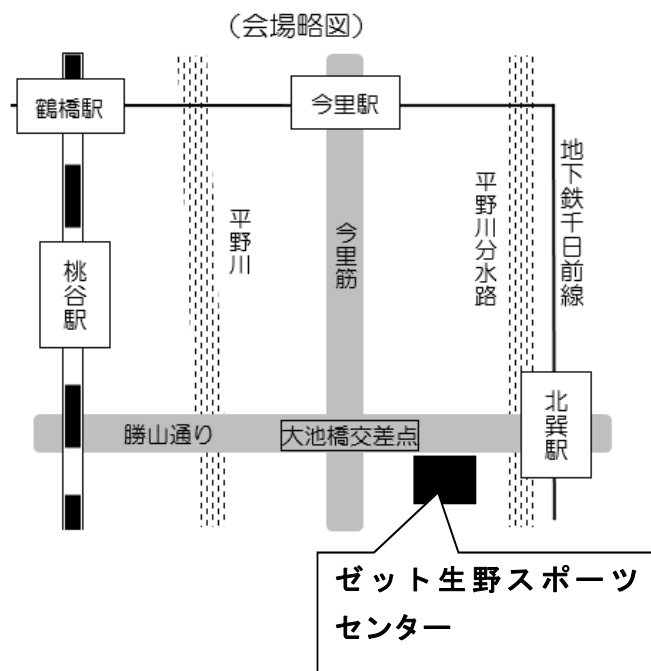 （会場略図）
鶴橋駅
今里駅
地下鉄千日前線
平野川分水路
今里筋
平野川
桃谷駅
北巽駅
勝山通り
大池橋交差点
ゼット生野スポーツ
センター